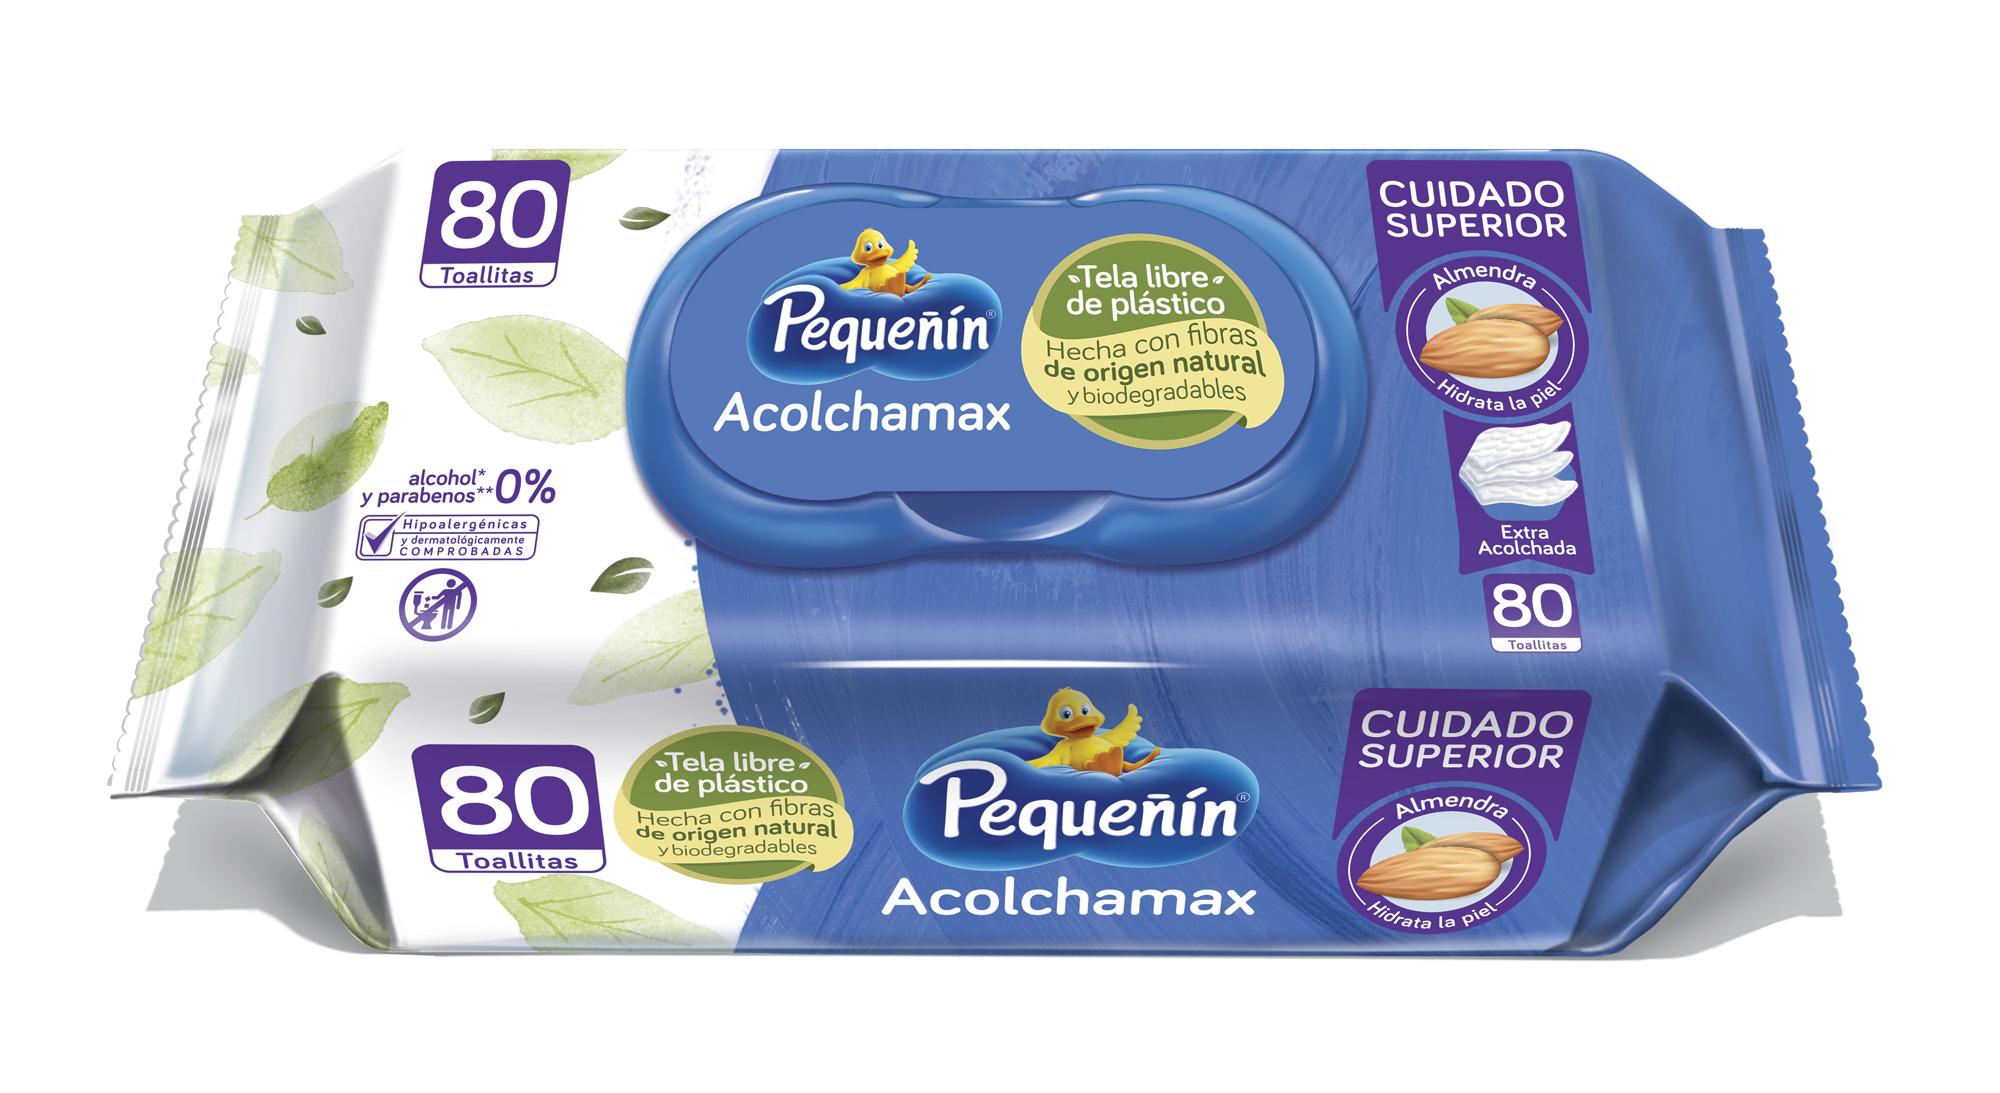 80
Toallitas
Pequeñín®
Acolchamax
Tela libre
de plástico
Hecha con fibras
de origen natural
y biodegradables
CUIDADO
SUPERIOR
Almendra
Hidrata la piel
Extra
Acolchada
80
Toallitas
alcohol*
y parabenos** 0%
Hipoalergénicas
y dermatológicamente
COMPROBADAS
80
Toallitas
Tela libre
de plástico
Hecha con fibras
de origen natural
y biodegradables
Pequeñín®
Acolchamax
CUIDADO
SUPERIOR
Almendra
Hidrata la piel